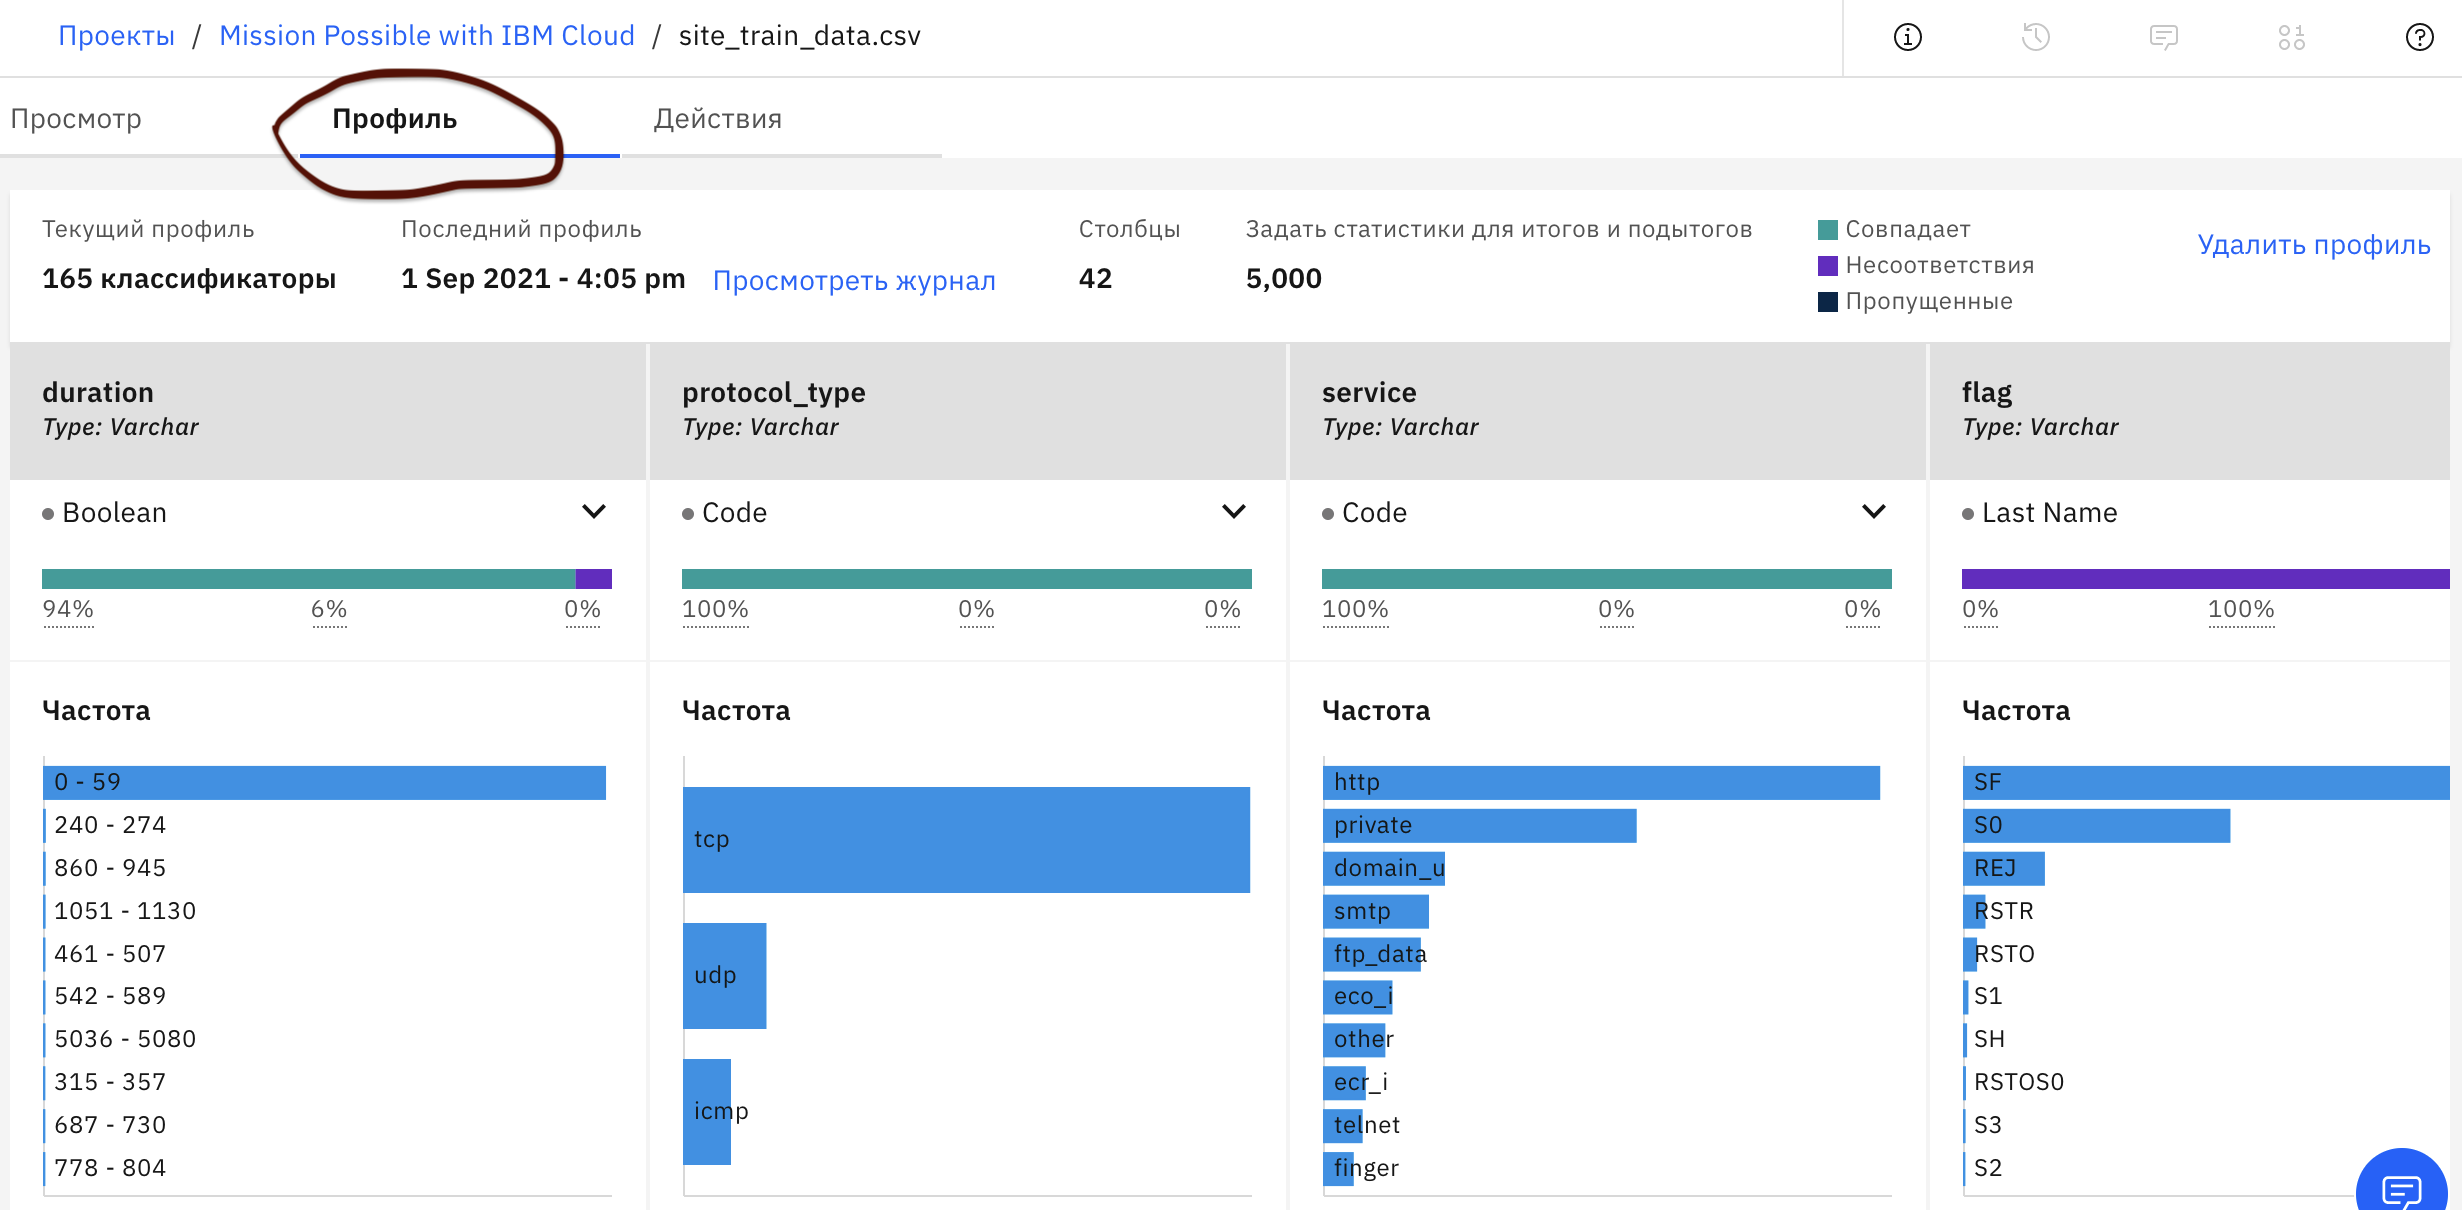 Проекты / Mission Possible with IBM Cloud / site_train_data.csv
Просмотр Профиль Действия
Текущий профиль Последний профиль Столбцы Задать статистики для итогов и подытогов Совпадает
165 классификаторы 1 Sep 2021 - 4:05 pm Просмотреть журнал 42 5,000 Несоответствия Удалить профиль
Пропущенные
duration
Type: Varchar
Boolean
94% 6% 0%
Частота
0 - 59
240 - 274
860 - 945
1051 - 1130
461 - 507
542 - 589
5036 - 5080
315 - 357
687 - 730
778 - 804
protocol_type
Type: Varchar
Code
100% 0% 0%
Частота
tcp
udp
icmp
service
Type: Varchar
Code
100% 0% 0%
Частота
http
private
domain_u
smtp
ftp_data
eco_i
other
ecr_i
telnet
finger
flag
Type: Varchar
Last Name
0% 100%
Частота
SF
S0
REJ
RSTR
RSTO
S1
SH
RSTOS0
S3
S2